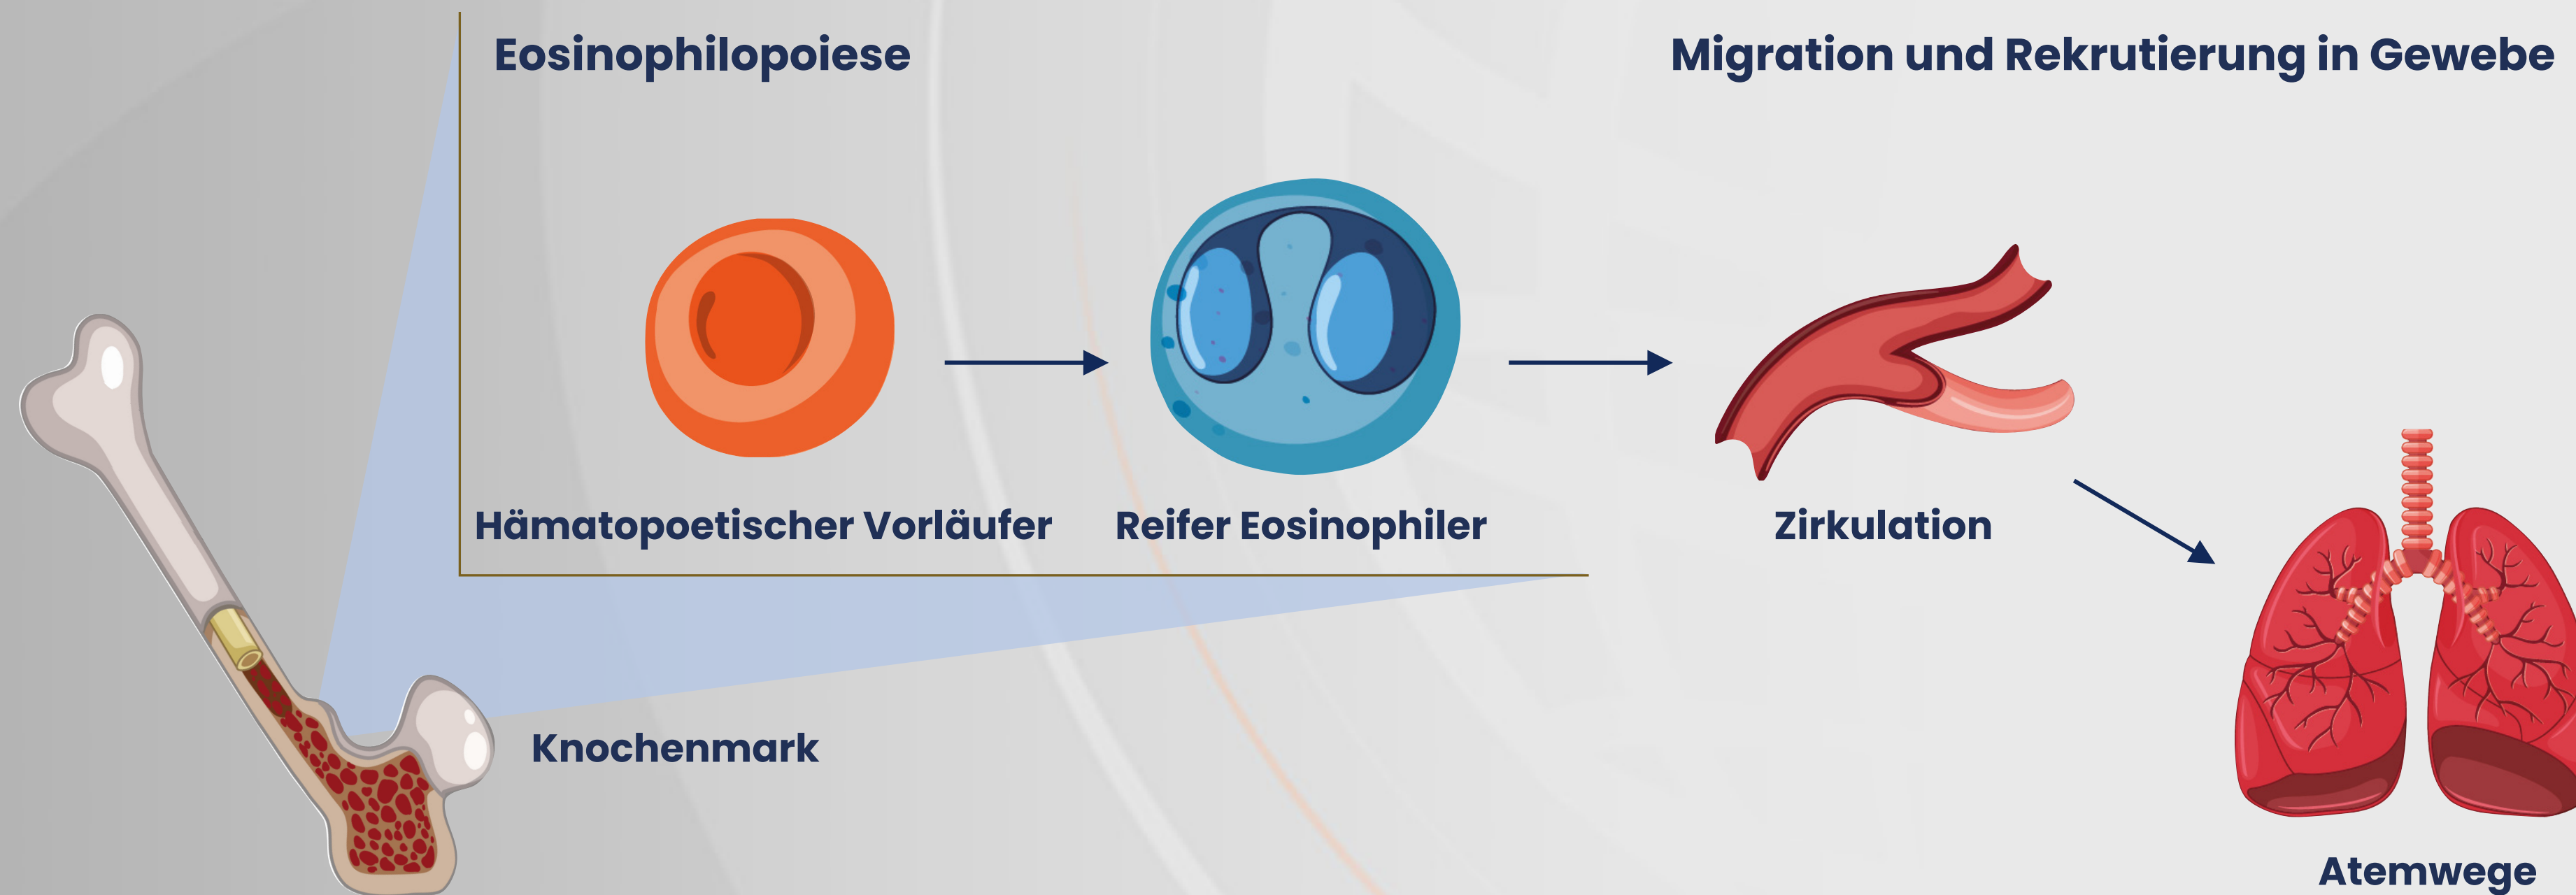 Eosinophilopoiese
Migration und Rekrutierung in Gewebe
Hämatopoetischer Vorläufer
Reifer Eosinophiler
Zirkulation
Knochenmark
Atemwege